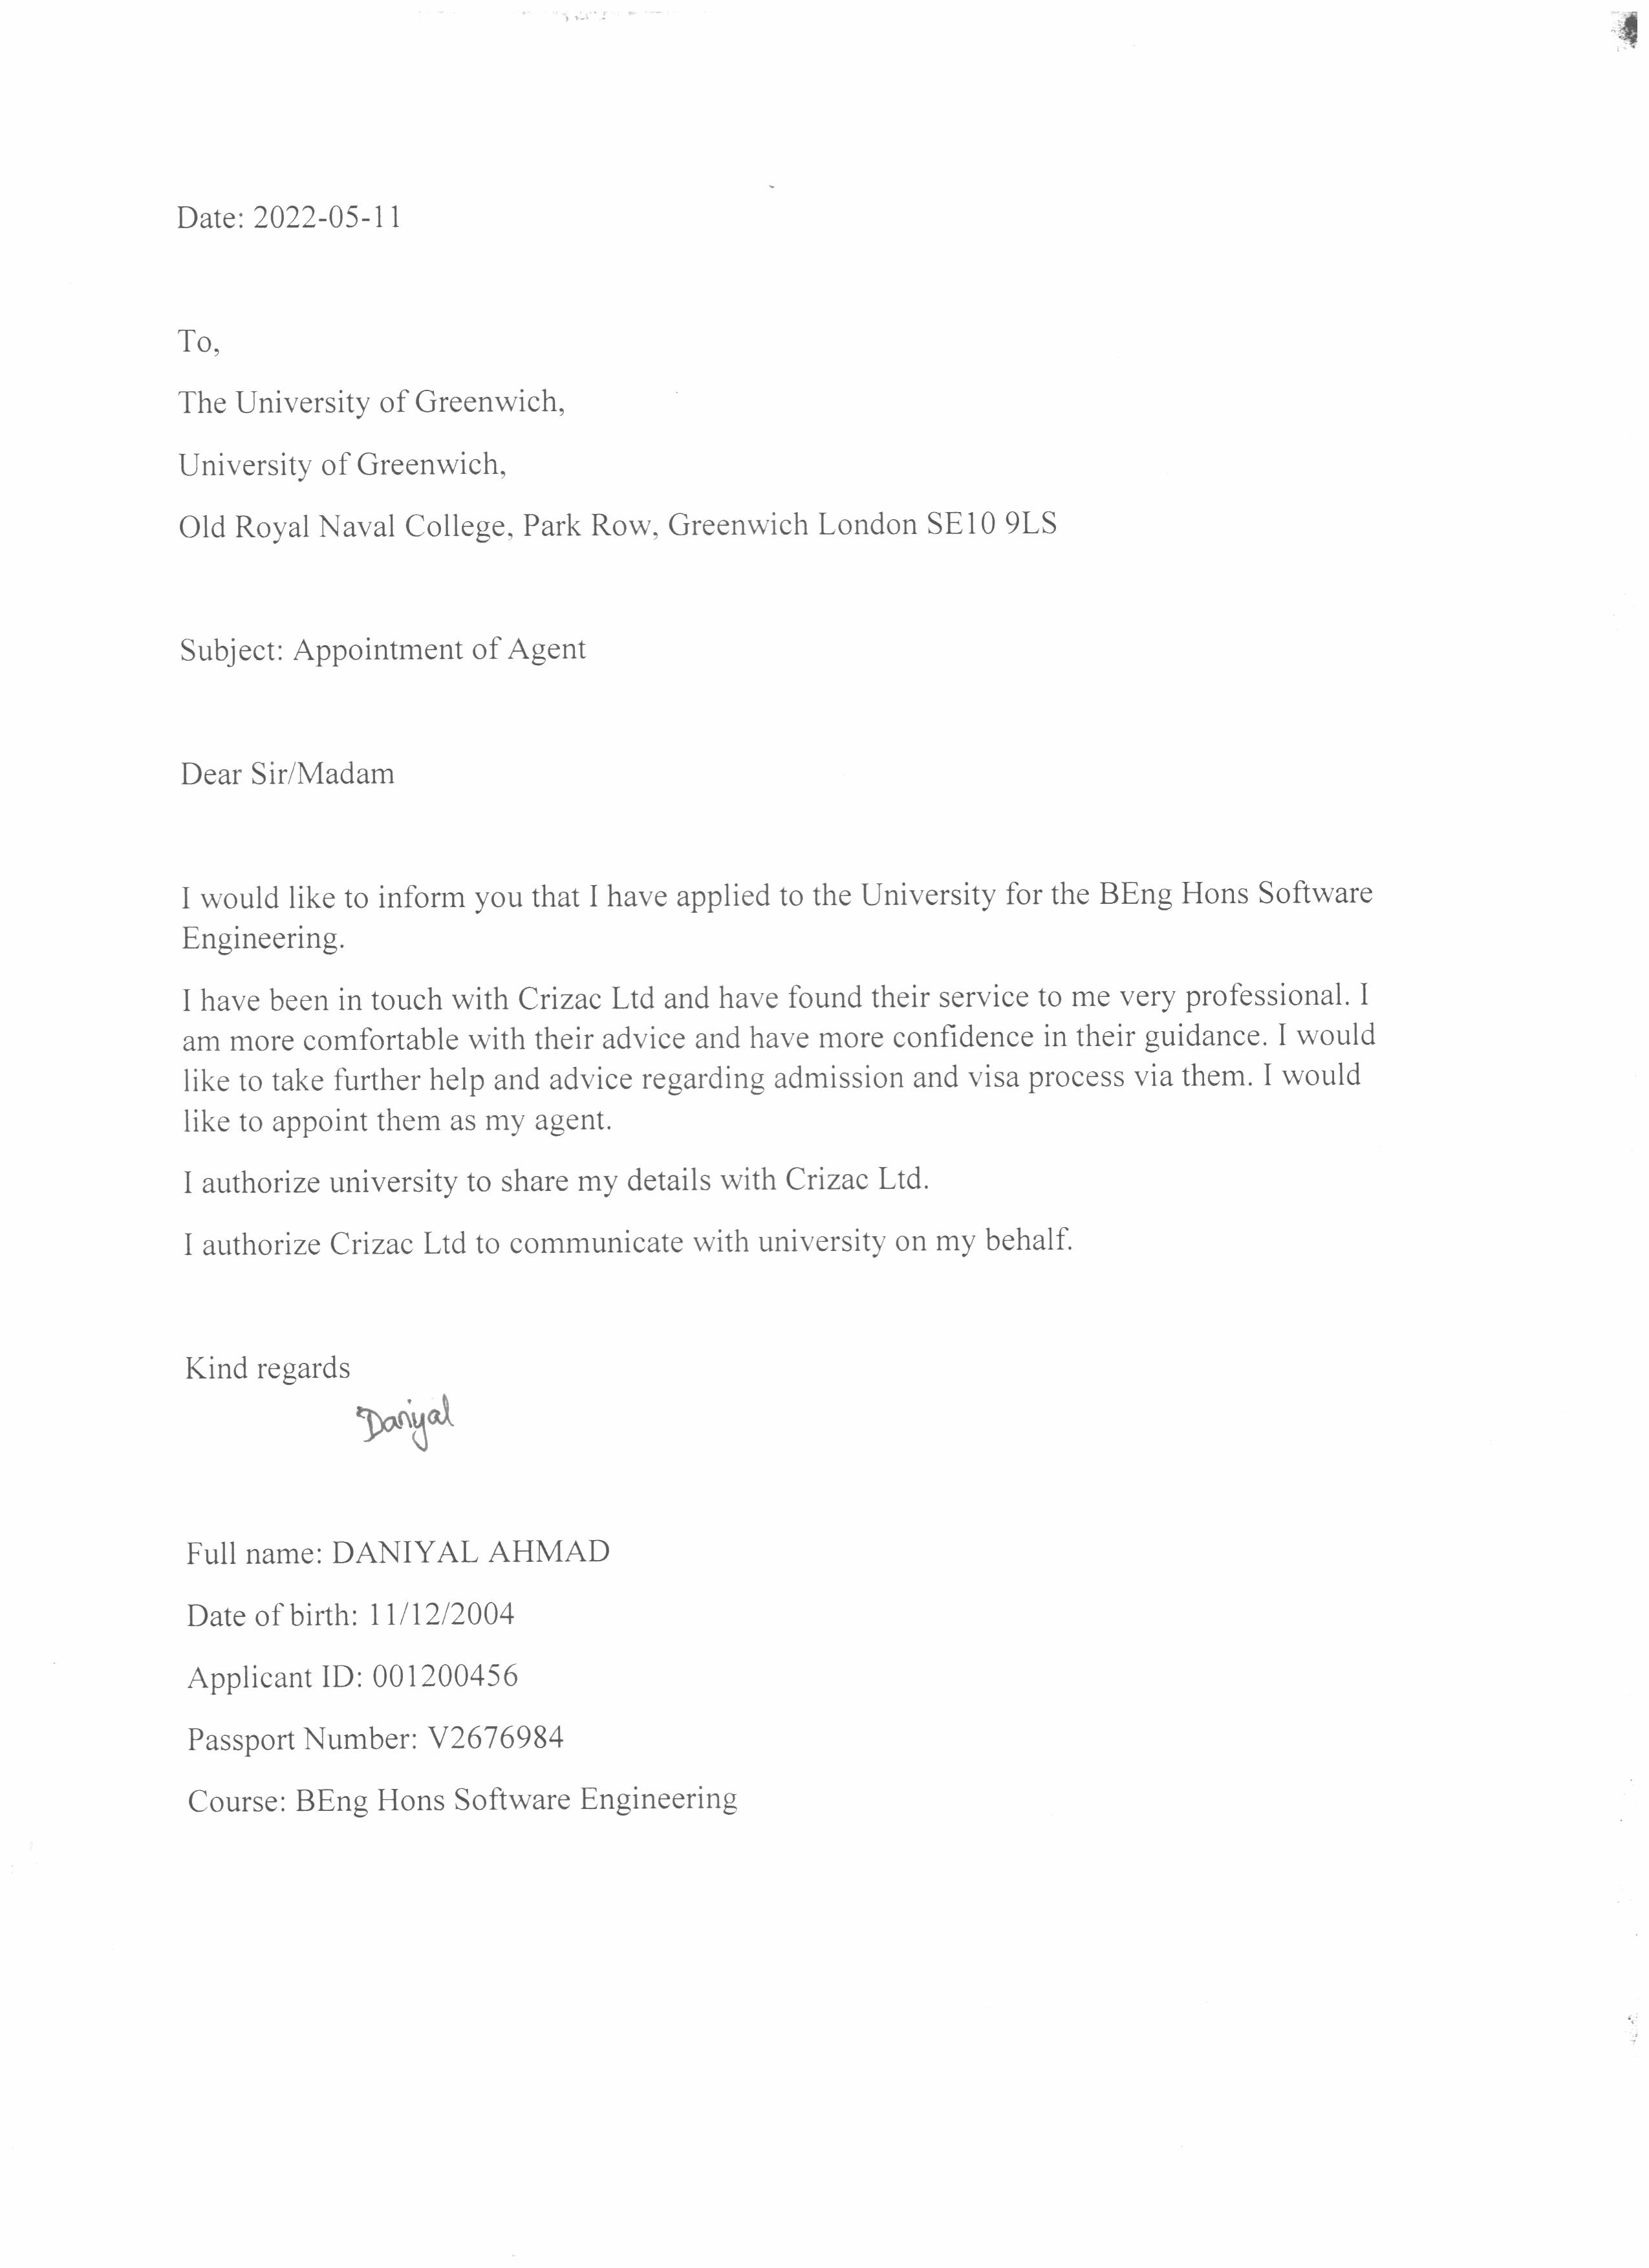 Date: 2022-05-11
To,
The University of Greenwich,
University of Greenwich,
Old Royal Naval College, Park Row, Greenwich London SE10 9LS
Subject: Appointment of Agent
Dear Sir/Madam
I would like to inform you that I have applied to the University for the BEng Hons Software
Engineering.
I have been in touch with Crizac Ltd and have found their service to me very professional. I
am more comfortable with their advice and have more confidence in their guidance. I would
like to take further help and advice regarding admission and visa process via them. I would
like to appoint them as my agent.
I authorize university to share my details with Crizac Ltd.
I authorize Crizac Ltd to communicate with university on my behalf.
Kind regards
Daniyal
Full name: DANIYAL AHMAD
Date of birth: 11/12/2004
Applicant ID: 001200456
Passport Number: V2676984
Course: BEng Hons Software Engineering